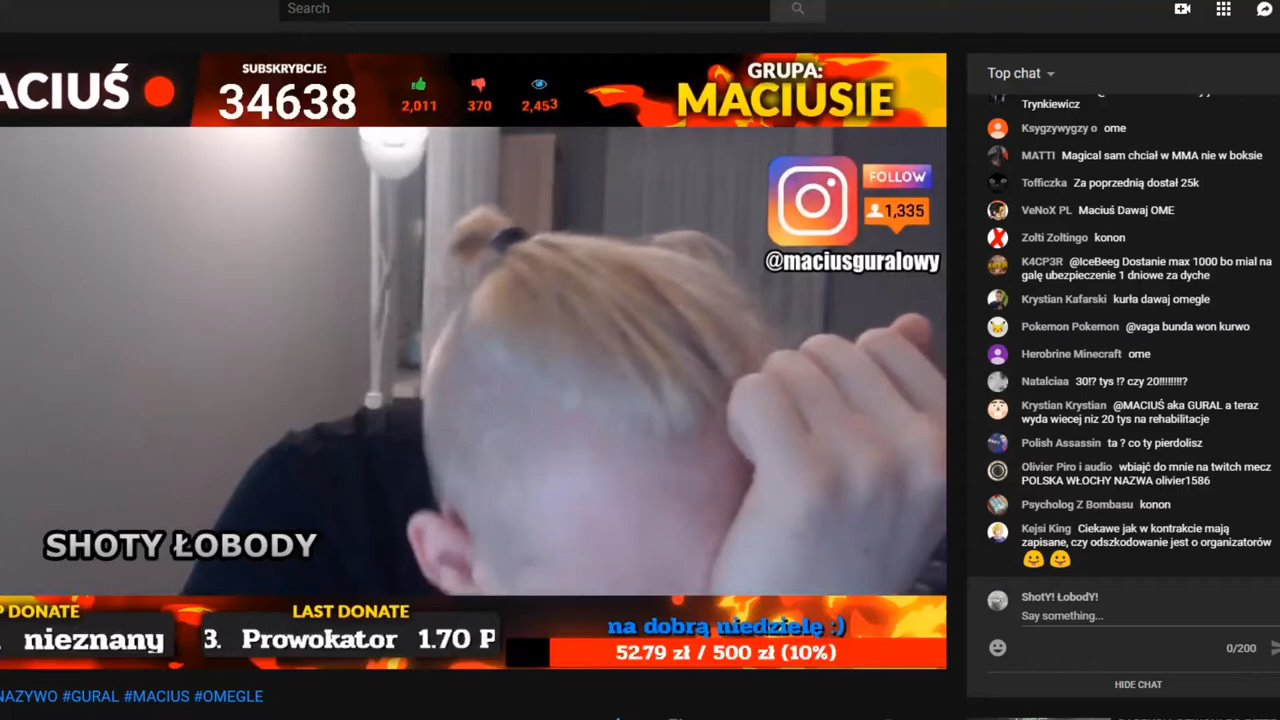 Search
ACIUŚ
SUBSKRYBCJE:
34638
2,011
370
2,453
GRUPA:
MACIUSIE
FOLLOW
1,335
@maciusguralowy
SHOTY ŁOBODY
P DONATE
nieznany
LAST DONATE
3. Prowokator 1.70 P
na dobrą niedzielę :)
52.79 zł / 500 zł (10%)
NAZYWO #GURAL #MACIUS #OMEGLE
Top chat
Trynkiewicz
Ksygzywygzy o ome
MATTI Magical sam chciał w MMA nie w boksie
Tofficzka Za poprzednią dostał 25k
VeNoX PL Maciuś Dawaj OME
Zolti Zoltingo konon
K4CP3R @IceBeeg Dostanie max 1000 bo mial na
galę ubezpieczenie 1 dniowe za dyche
Krystian Kafarski kurła dawaj omegle
Pokemon Pokemon @vaga bunda won kurwo
Herobrine Minecraft ome
Natalciaa 30!? tys !? czy 20!!!!!!!!?
Krystian Krystian @MACIUŚ aka GURAL a teraz
wyda wiecej niz 20 tys na rehabilitacje
Polish Assassin ta ? co ty pierdolisz
Olivier Piro i audio wbiajć do mnie na twitch mecz
POLSKA WŁOCHY NAZWA olivier1586
Psycholog Z Bombasu konon
Kejsi King Ciekawe jak w kontrakcie mają
zapisane, czy odszkodowanie jest o organizatorów
ShotY! ŁobodY!
Say something...
0/200
HIDE CHAT